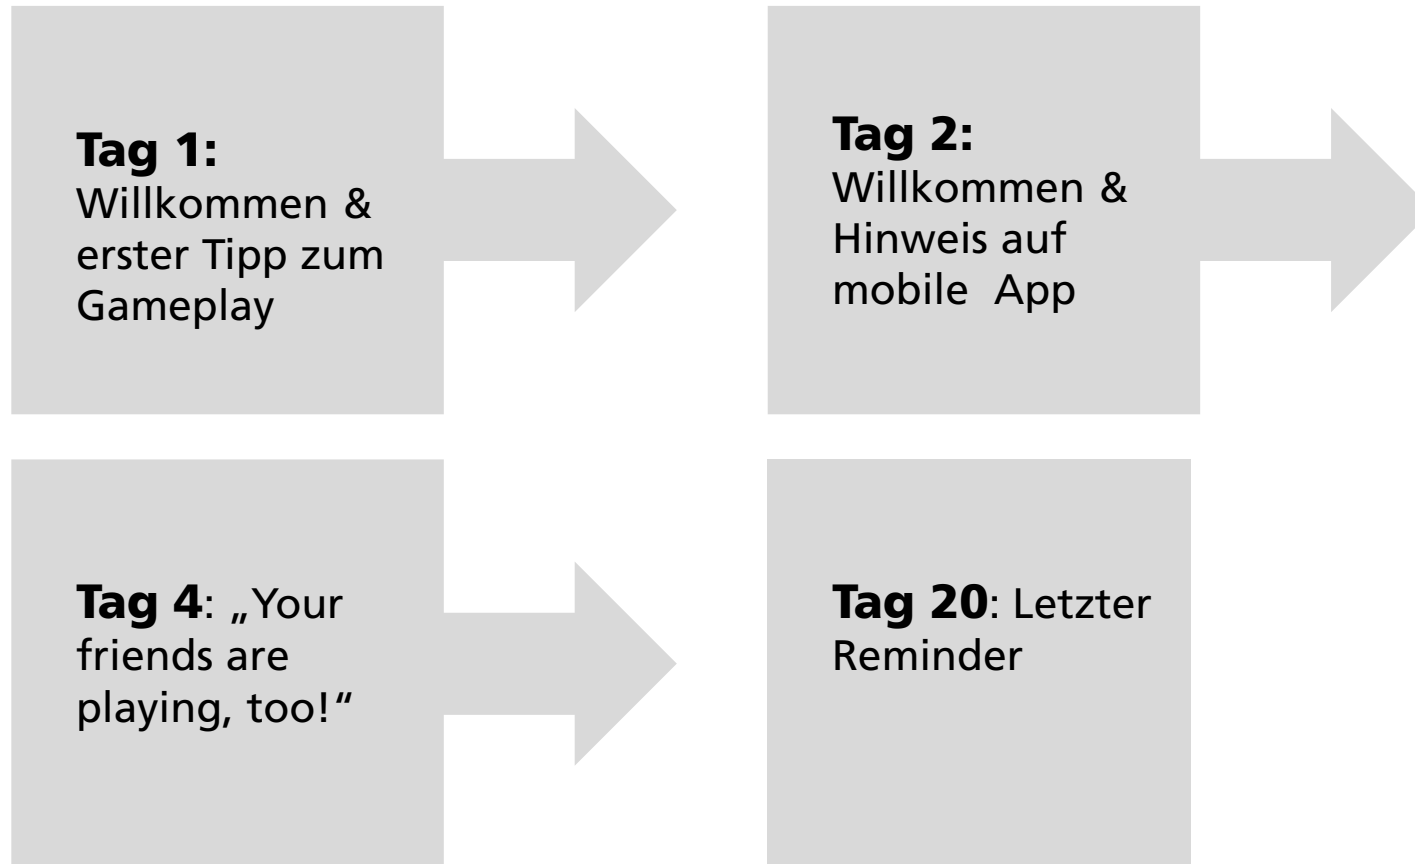 Tag 1:
Willkommen &
erster Tipp zum
Gameplay
Tag 2:
Willkommen &
Hinweis auf
mobile  App
Tag 4: „Your
friends are
playing, too!“
Tag 20: Letzter
Reminder